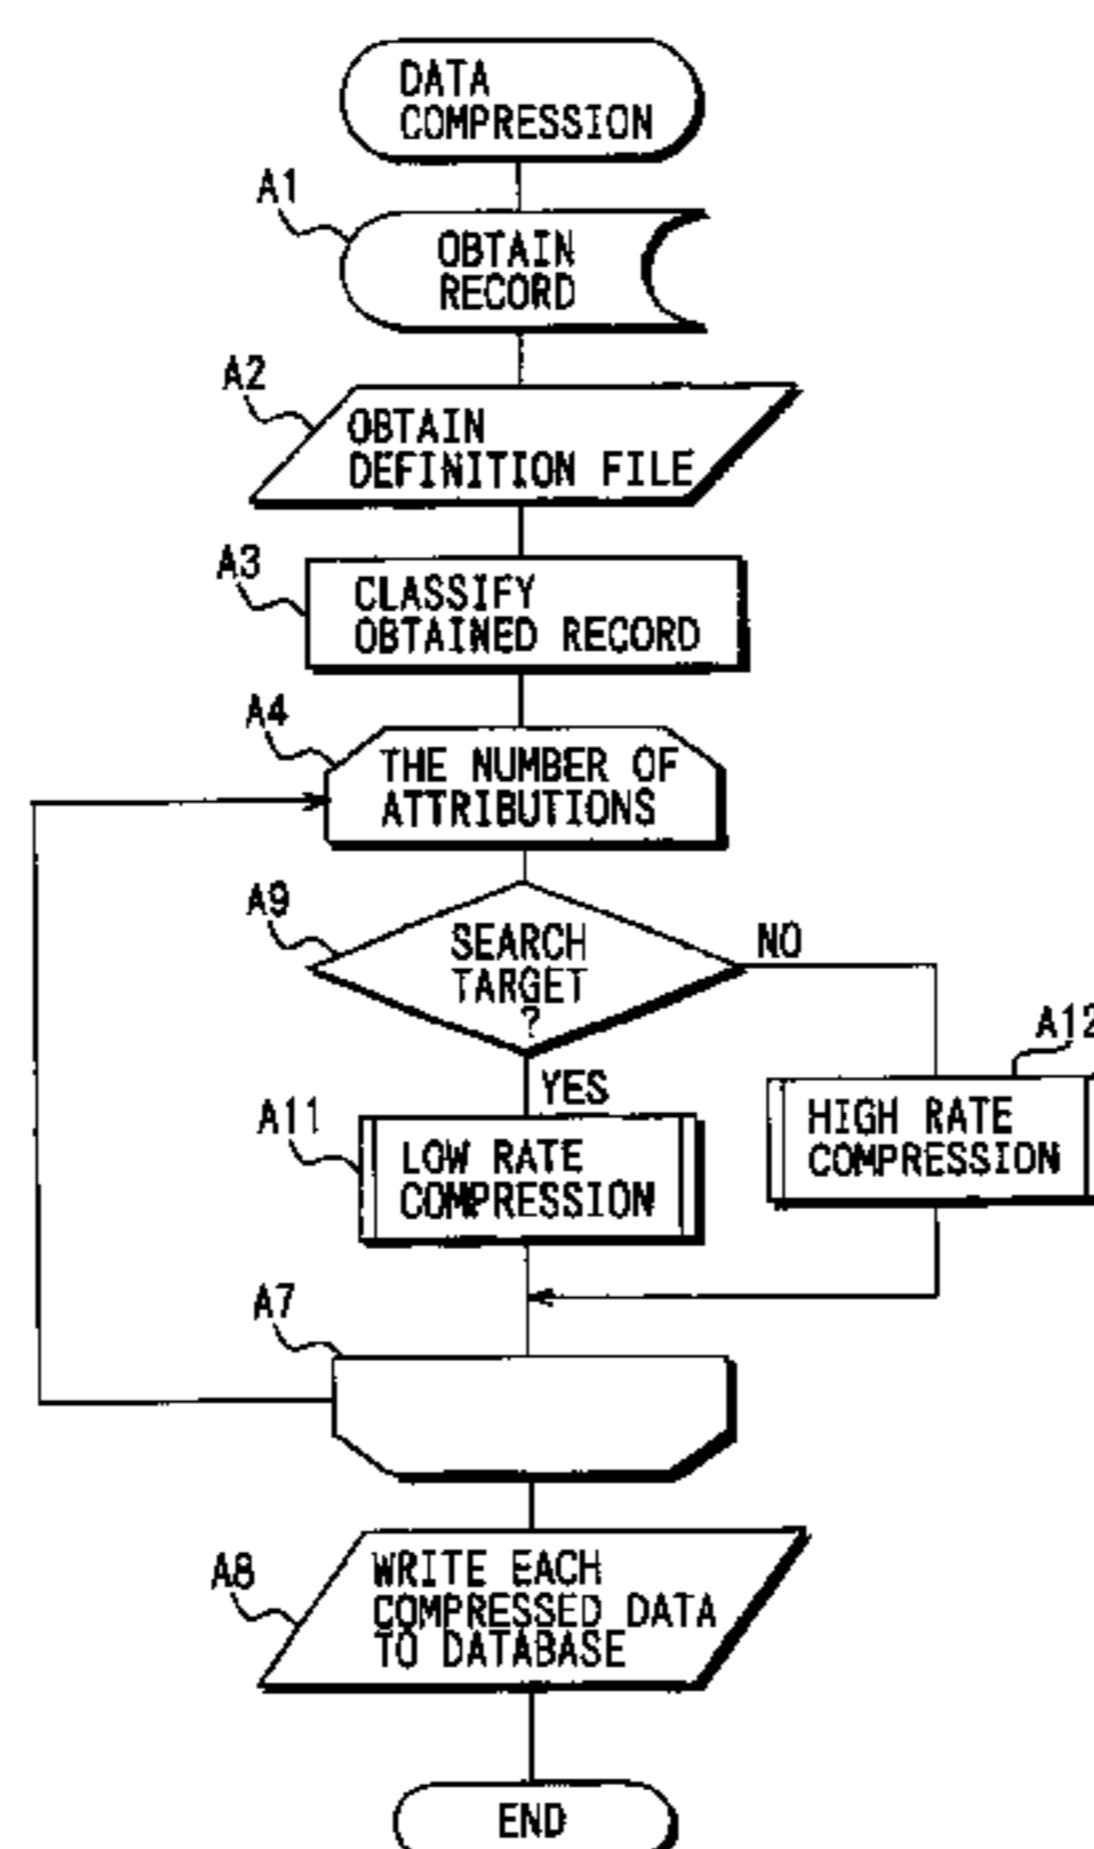 DATA
COMPRESSION
A1
OBTAIN
RECORD
A2
OBTAIN
DEFINITION FILE
A3
CLASSIFY
OBTAINED RECORD
A4
THE NUMBER OF
ATTRIBUTIONS
A9
SEARCH
TARGET
?
NO
YES
A12
HIGH RATE
COMPRESSION
A11
LOW RATE
COMPRESSION
A7
A8
WRITE EACH
COMPRESSED DATA
TO DATABASE
END